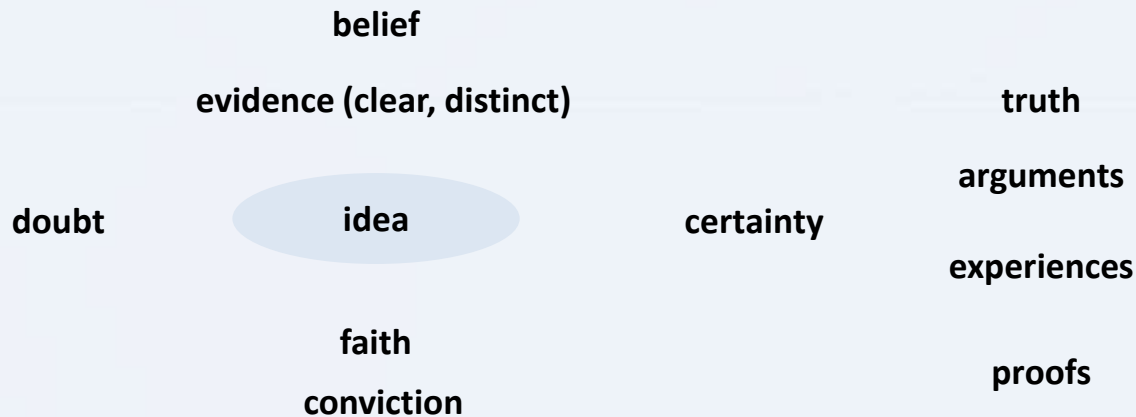 belief
evidence (clear, distinct)
truth
arguments
doubt
idea
certainty
experiences
faith
proofs
conviction